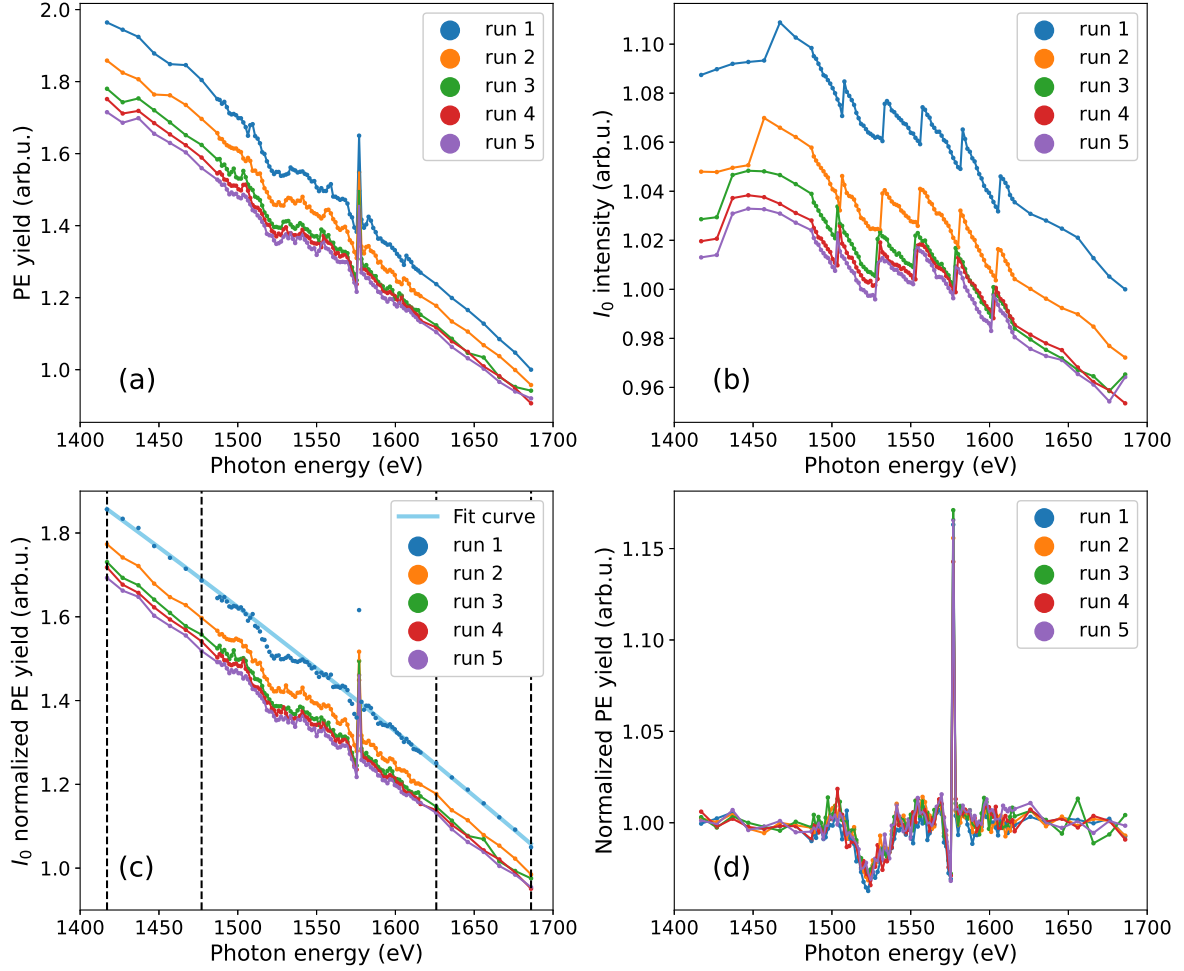 2.0
1.8
1.6
1.4
1.2
1.0
PE yield (arb.u.)
run 1
run 2
run 3
run 4
run 5
(a)
1400 1450 1500 1550 1600 1650 1700
Photon energy (eV)
1.10
1.08
1.06
1.04
1.02
1.00
0.98
0.96
I0 intensity (arb.u.)
run 1
run 2
run 3
run 4
run 5
(b)
1400 1450 1500 1550 1600 1650 1700
Photon energy (eV)
1.8
1.6
1.4
1.2
1.0
I0 normalized PE yield (arb.u.)
Fit curve
run 1
run 2
run 3
run 4
run 5
(c)
1400 1450 1500 1550 1600 1650 1700
Photon energy (eV)
1.15
1.10
1.05
1.00
Normalized PE yield (arb.u.)
run 1
run 2
run 3
run 4
run 5
(d)
1400 1450 1500 1550 1600 1650 1700
Photon energy (eV)